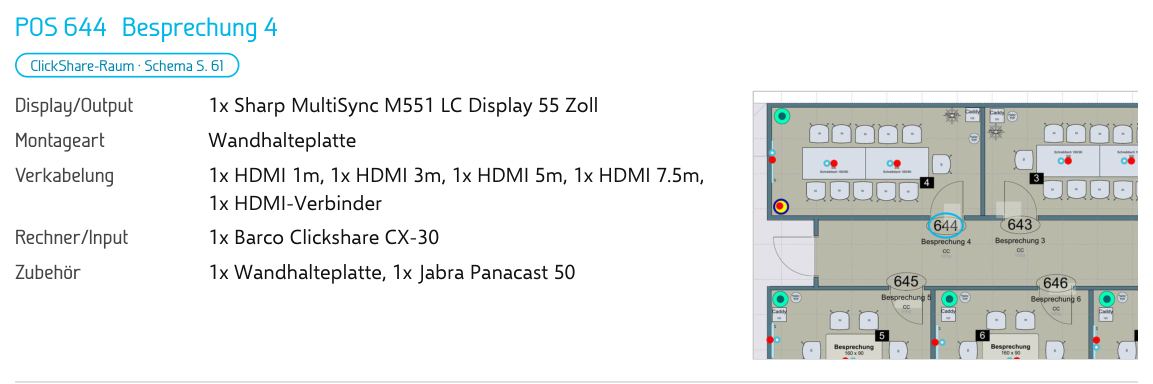 POS 644 Besprechung 4
ClickShare-Raum · Schema S. 61
Display/Output 1x Sharp MultiSync M551 LC Display 55 Zoll
Montageart Wandhalteplatte
Verkabelung 1x HDMI 1m, 1x HDMI 3m, 1x HDMI 5m, 1x HDMI 7.5m,
1x HDMI-Verbinder
Rechner/Input 1x Barco Clickshare CX-30
Zubehör 1x Wandhalteplatte, 1x Jabra Panacast 50
Caddy Caddy
4 3
644 643
Besprechung 4 Besprechung 3
CC CC
645 646
Besprechung 5 Besprechung 6
CC CC
Caddy Caddy Caddy
5 6
Besprechung Besprechung
160 x 90 160 x 90